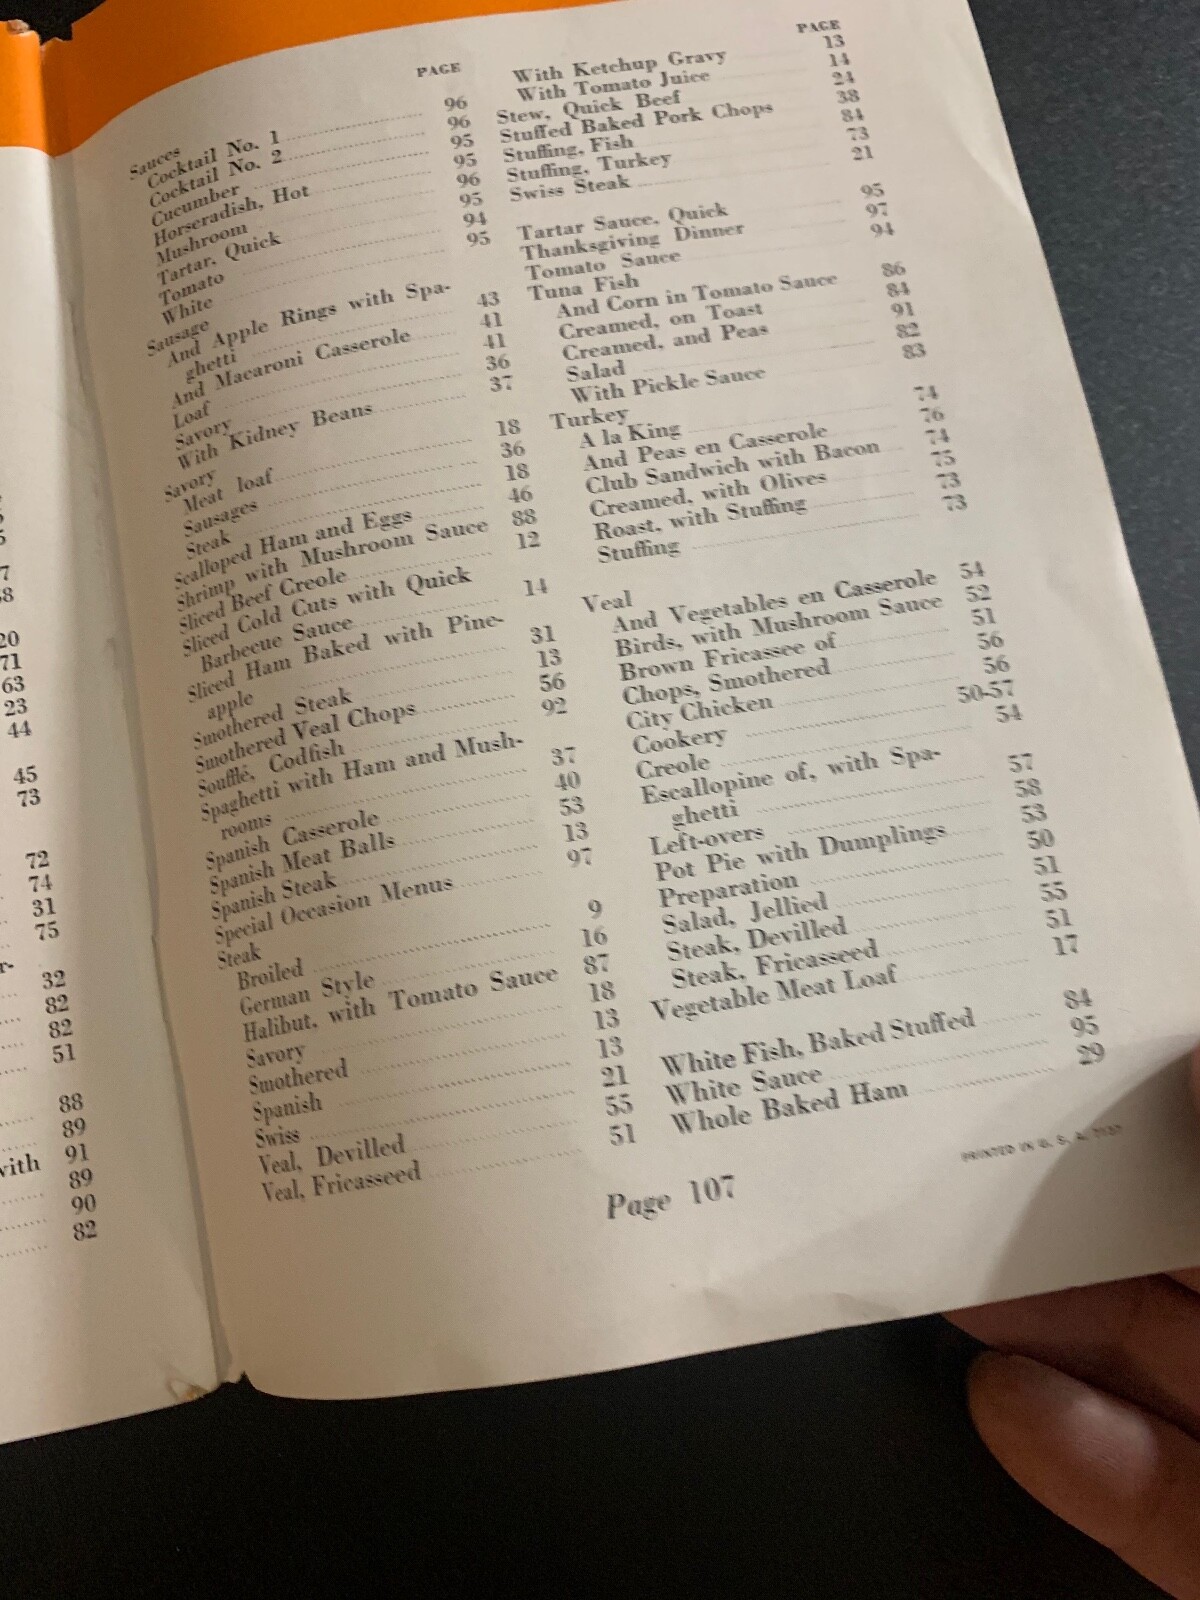 7
68
20
71
63
23
44
45
73
72
74
31
75
32
82
82
51
88
89
with 91
89
90
82
PAGE
Sauces
Cocktail No. 1 96
Cocktail No. 2 96
Cucumber 95
Horseradish, Hot 95
Mushroom 96
Tartar, Quick 95
Tomato 94
White 95
Sausage
And Apple Rings with Spa-
ghetti 43
And Macaroni Casserole 41
Loaf 41
Savory 36
With Kidney Beans 37
Savory
Meat loaf 18
Sausages 36
Steak 18
Scalloped Ham and Eggs 46
Shrimp with Mushroom Sauce 88
Sliced Beef Creole 12
Sliced Cold Cuts with Quick
Barbecue Sauce 14
Sliced Ham Baked with Pine-
apple 31
Smothered Steak 13
Smothered Veal Chops 56
Soufflé, Codfish 92
Spaghetti with Ham and Mush-
rooms 37
Spanish Casserole 40
Spanish Meat Balls 53
Spanish Steak 13
Special Occasion Menus 97
Steak
Broiled 9
German Style 16
Halibut, with Tomato Sauce 87
Savory 18
Smothered 13
Spanish 13
Swiss 21
Veal, Devilled 55
Veal, Fricasseed 51
PAGE
With Ketchup Gravy 13
With Tomato Juice 14
Stew, Quick Beef 24
Stuffed Baked Pork Chops 38
Stuffing, Fish 84
Stuffing, Turkey 73
Swiss Steak 21
Tartar Sauce, Quick 95
Thanksgiving Dinner 97
Tomato Sauce 94
Tuna Fish
And Corn in Tomato Sauce 86
Creamed, on Toast 84
Creamed, and Peas 91
Salad 82
With Pickle Sauce 83
Turkey
A la King 74
And Peas en Casserole 76
Club Sandwich with Bacon 74
Creamed, with Olives 75
Roast, with Stuffing 73
Stuffing 73
Veal
And Vegetables en Casserole 54
Birds, with Mushroom Sauce 52
Brown Fricassee of 51
Chops, Smothered 56
City Chicken 56
Cookery 50-57
Creole 54
Escallopine of, with Spa-
ghetti 57
Left-overs 58
Pot Pie with Dumplings 53
Preparation 50
Salad, Jellied 51
Steak, Devilled 55
Steak, Fricasseed 51
Vegetable Meat Loaf 17
White Fish, Baked Stuffed 84
White Sauce 95
Whole Baked Ham 29
Page 107
PRINTED IN U. S. A.